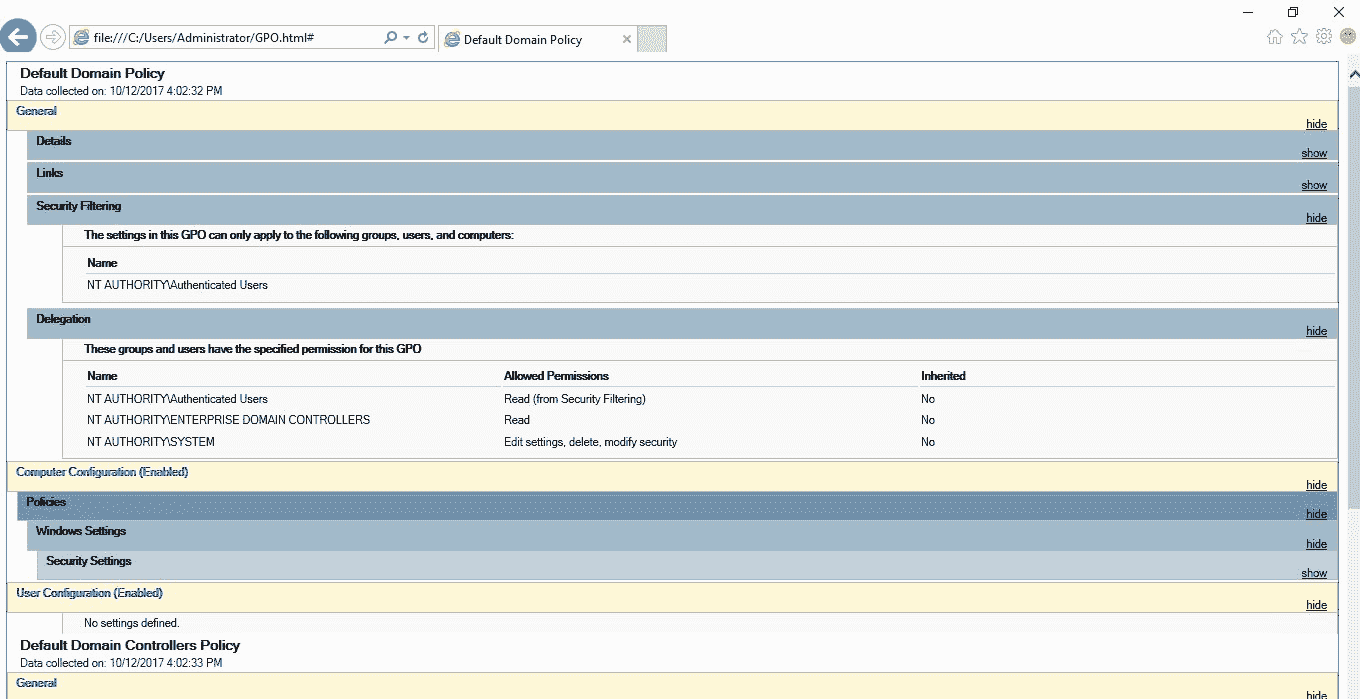 file:///C:/Users/Administrator/GPO.html#
Default Domain Policy
Default Domain Policy
Data collected on: 10/12/2017 4:02:32 PM
General
hide
Details
show
Links
show
Security Filtering
hide
The settings in this GPO can only apply to the following groups, users, and computers:
Name
NT AUTHORITY\Authenticated Users
Delegation
hide
These groups and users have the specified permission for this GPO
Name Allowed Permissions Inherited
NT AUTHORITY\Authenticated Users Read (from Security Filtering) No
NT AUTHORITY\ENTERPRISE DOMAIN CONTROLLERS Read No
NT AUTHORITY\SYSTEM Edit settings, delete, modify security No
Computer Configuration (Enabled)
hide
Policies
hide
Windows Settings
hide
Security Settings
show
User Configuration (Enabled)
hide
No settings defined.
Default Domain Controllers Policy
Data collected on: 10/12/2017 4:02:33 PM
General
hide